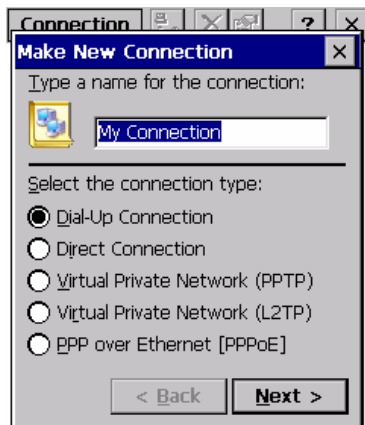 Connection ? X
Make New Connection X
Type a name for the connection:
My Connection
Select the connection type:
Dial-Up Connection
Direct Connection
Virtual Private Network (PPTP)
Virtual Private Network (L2TP)
PPP over Ethernet [PPPoE]
< Back Next >